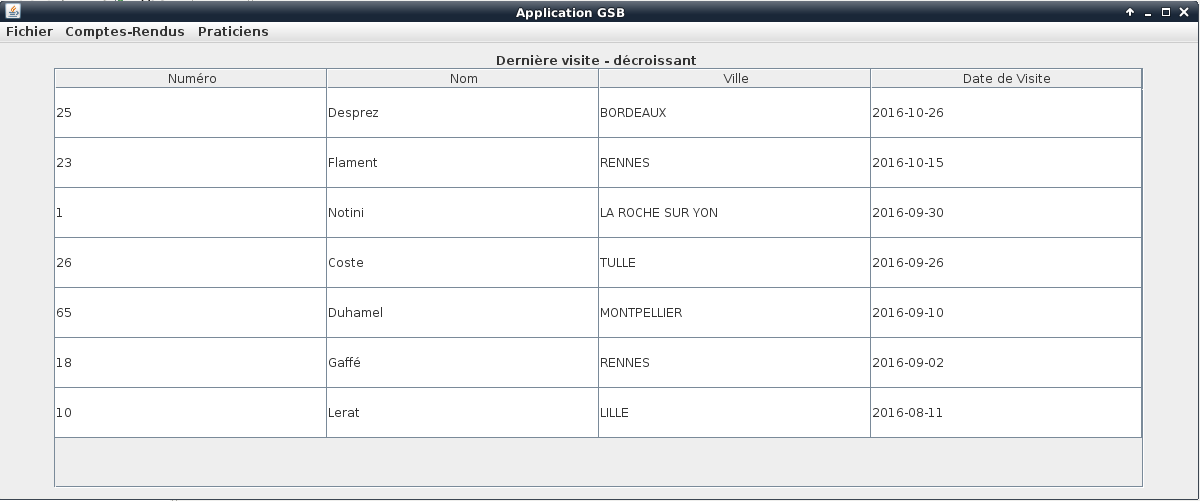 Application GSB
Fichier Comptes-Rendus Praticiens
Dernière visite - décroissant
Numéro Nom Ville Date de Visite
25 Desprez BORDEAUX 2016-10-26
23 Flament RENNES 2016-10-15
1 Notini LA ROCHE SUR YON 2016-09-30
26 Coste TULLE 2016-09-26
65 Duhamel MONTPELLIER 2016-09-10
18 Gaffé RENNES 2016-09-02
10 Lerat LILLE 2016-08-11